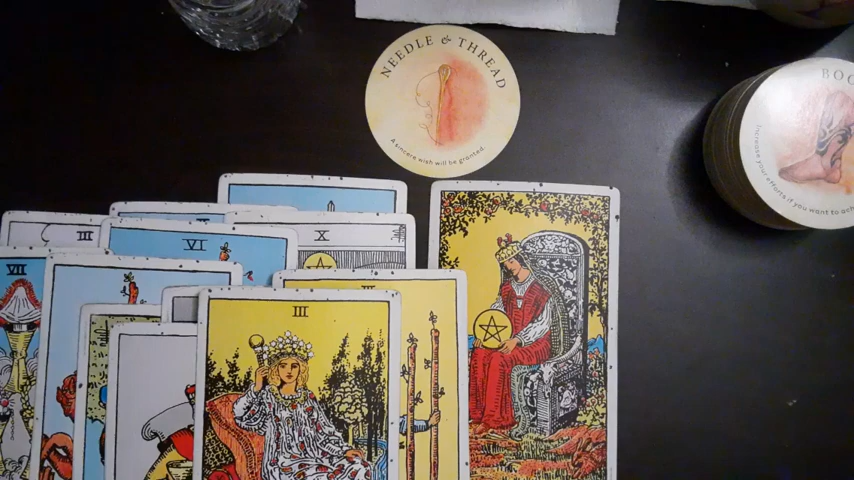 NEEDLE & THREAD
A sincere wish will be granted.
BOO
Increase your efforts if you want to ach
III
VI
X
VII
III
III